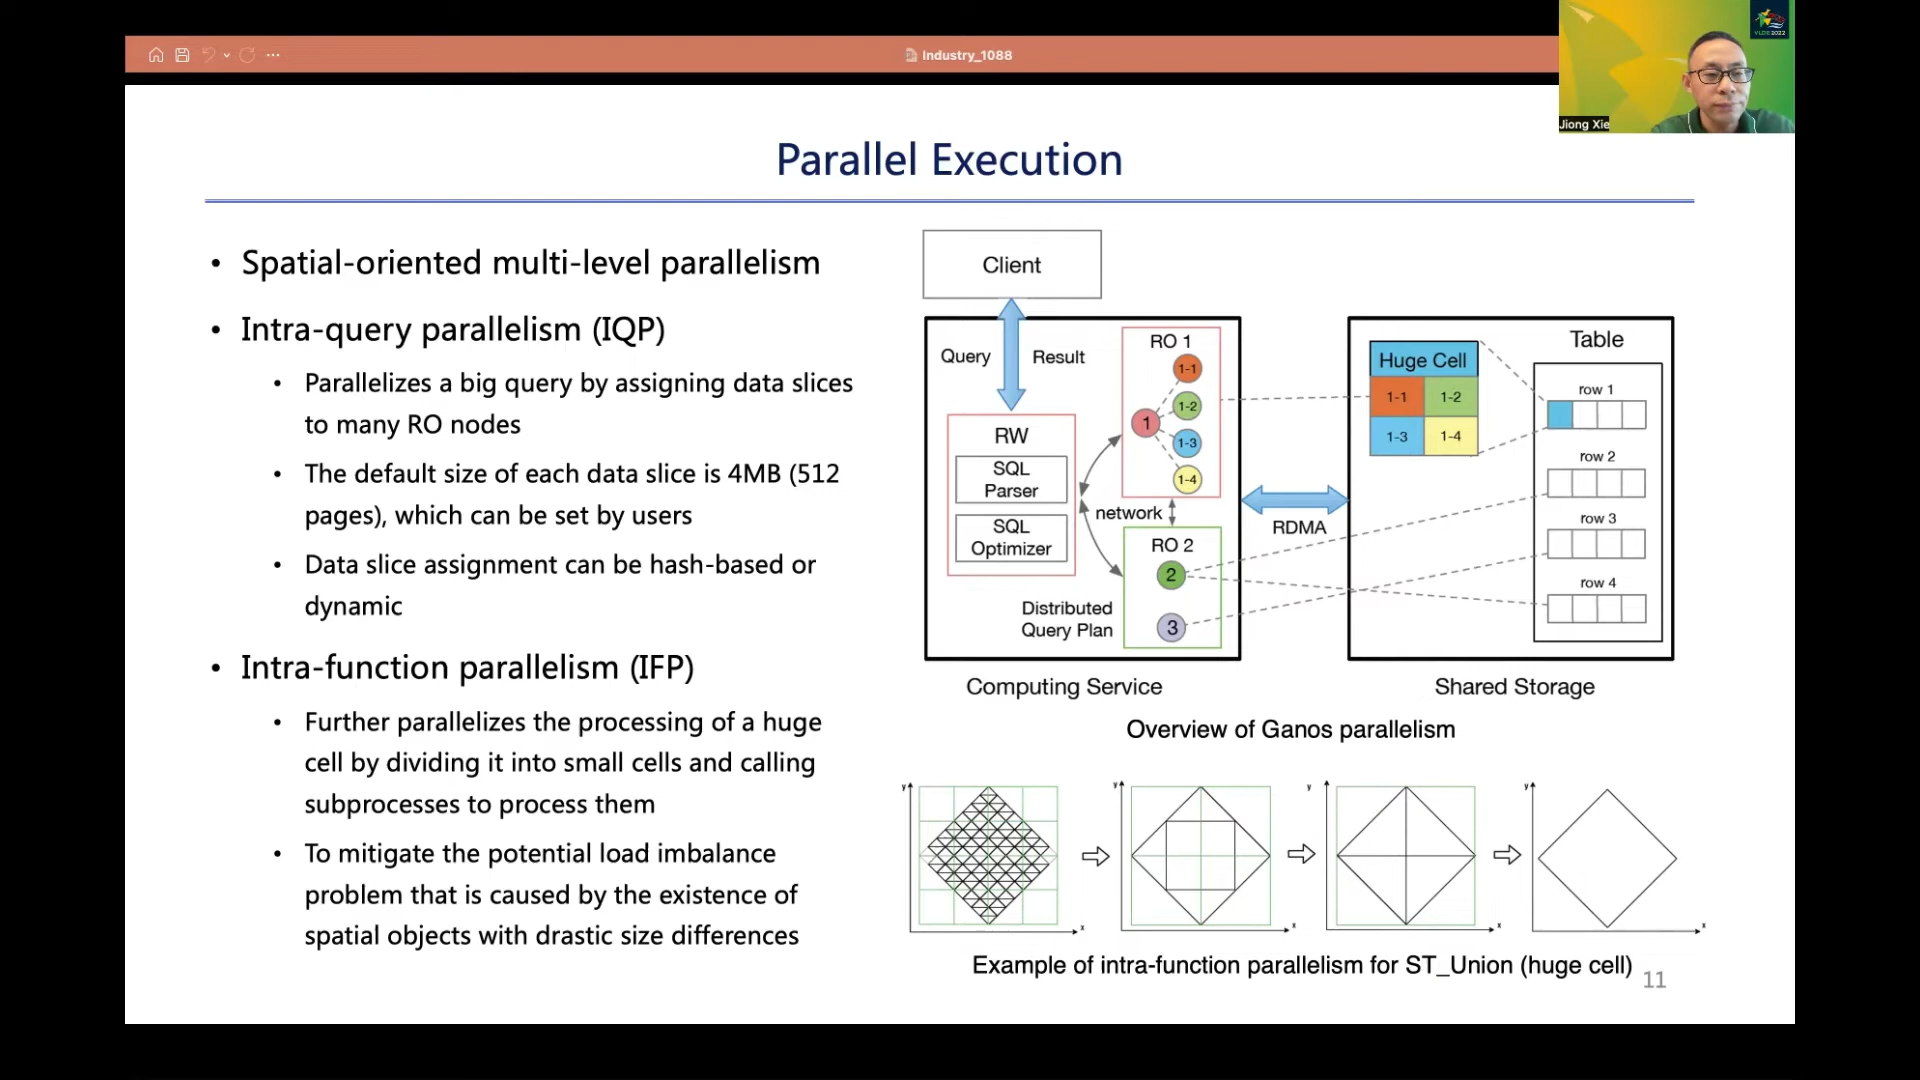 Industry_1088
VLDB 2022
Jiong Xie
Parallel Execution
• Spatial-oriented multi-level parallelism
• Intra-query parallelism (IQP)
• Parallelizes a big query by assigning data slices
to many RO nodes
• The default size of each data slice is 4MB (512
pages), which can be set by users
• Data slice assignment can be hash-based or
dynamic
• Intra-function parallelism (IFP)
• Further parallelizes the processing of a huge
cell by dividing it into small cells and calling
subprocesses to process them
• To mitigate the potential load imbalance
problem that is caused by the existence of
spatial objects with drastic size differences
Client
Query
Result
RW
SQL
Parser
SQL
Optimizer
RO 1
1
1-1
1-2
1-3
1-4
network
RO 2
2
3
Distributed
Query Plan
Computing Service
RDMA
Huge Cell
1-1
1-2
1-3
1-4
Table
row 1
row 2
row 3
row 4
Shared Storage
Overview of Ganos parallelism
y
x
y
x
y
x
y
x
Example of intra-function parallelism for ST_Union (huge cell)
11